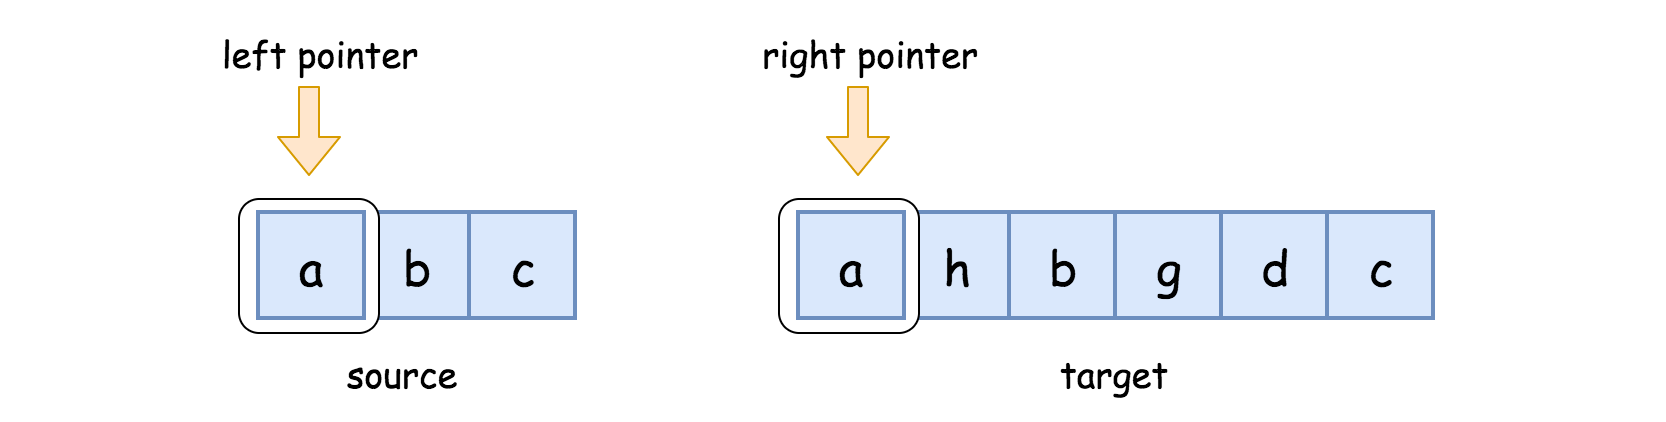 left pointer right pointer
a b c a h b g d c
source target